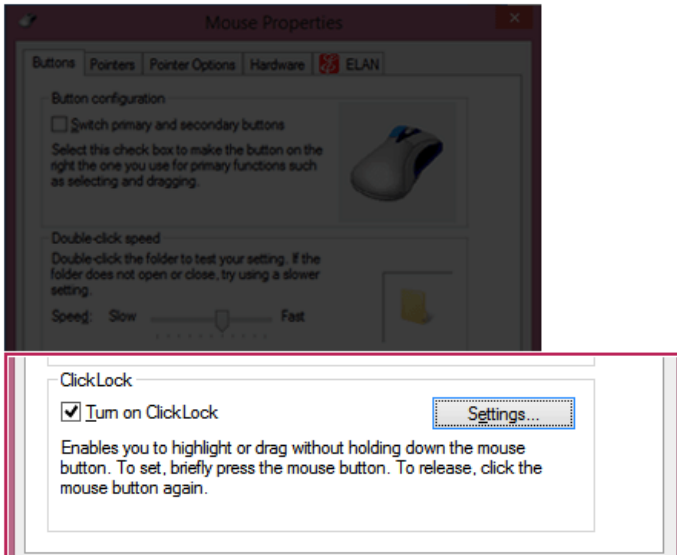 Mouse Properties
Buttons Pointers Pointer Options Hardware ELAN
Button configuration
Switch primary and secondary buttons
Select this check box to make the button on the
right the one you use for primary functions such
as selecting and dragging.
Double-click speed
Double-click the folder to test your setting. If the
folder does not open or close, try using a slower
setting.
Speed: Slow Fast
ClickLock
Turn on ClickLock
Settings...
Enables you to highlight or drag without holding down the mouse
button. To set, briefly press the mouse button. To release, click the
mouse button again.